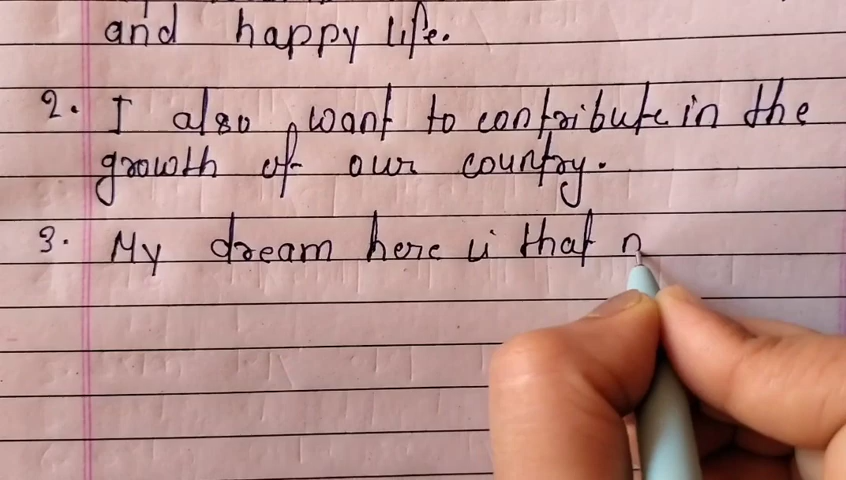 and happy life.
2. I also want to contribute in the
growth of our country.
3. My dream here is that n